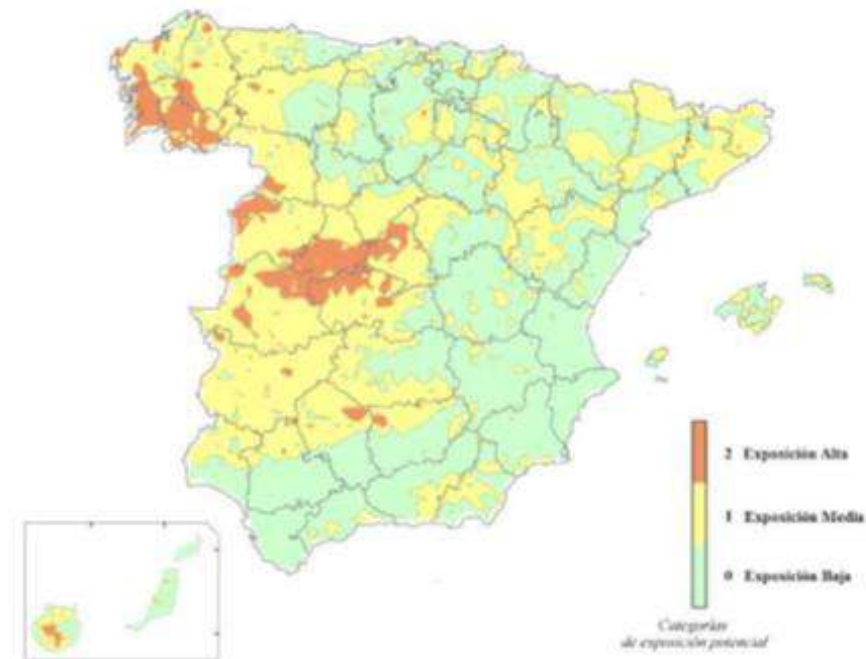 2 Exposición Alta
1 Exposición Media
0 Exposición Baja
Categorías
de exposición potencial